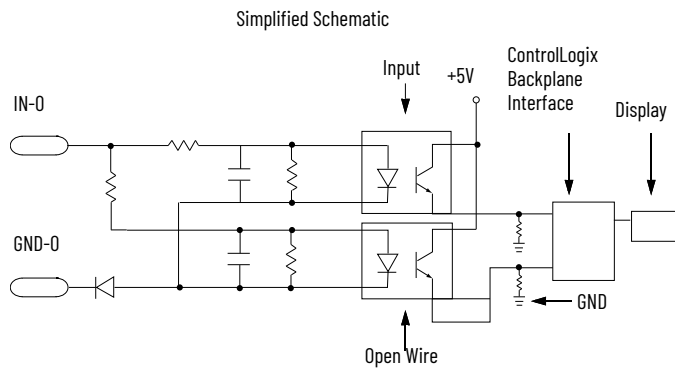 Simplified Schematic
ControlLogix
Backplane
Interface
Input
+5V
Display
IN-0
GND-0
GND
Open Wire